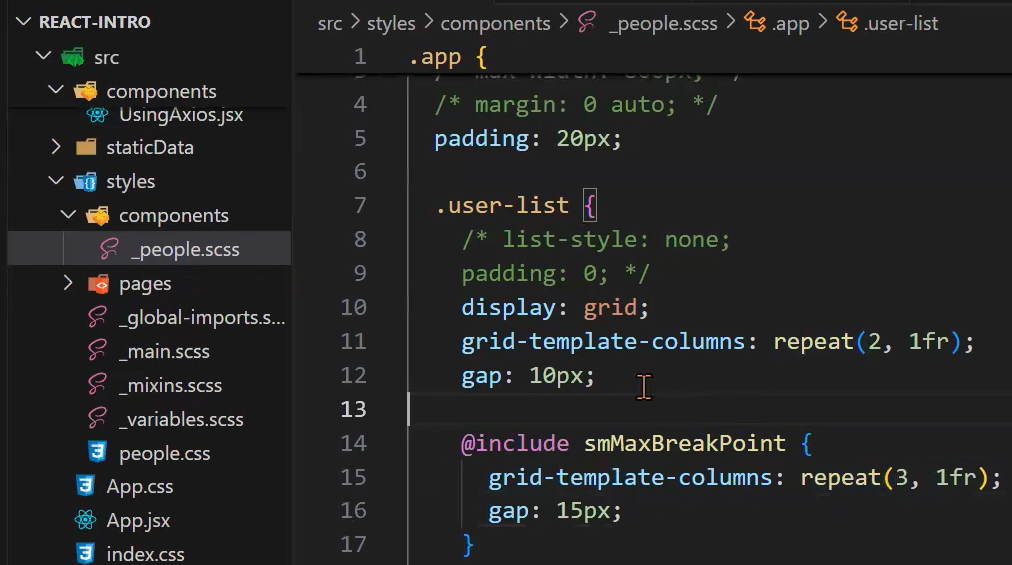 REACT-INTRO
src
components
UsingAxios.jsx
staticData
styles
components
_people.scss
pages
_global-imports.s...
_main.scss
_mixins.scss
_variables.scss
people.css
App.css
App.jsx
index.css
src > styles > components > _people.scss > .app > .user-list
1 .app {
4 /* margin: 0 auto; */
5 padding: 20px;
6
7 .user-list {
8 /* list-style: none;
9 padding: 0; */
10 display: grid;
11 grid-template-columns: repeat(2, 1fr);
12 gap: 10px;
13
14 @include smMaxBreakPoint {
15 grid-template-columns: repeat(3, 1fr);
16 gap: 15px;
17 }